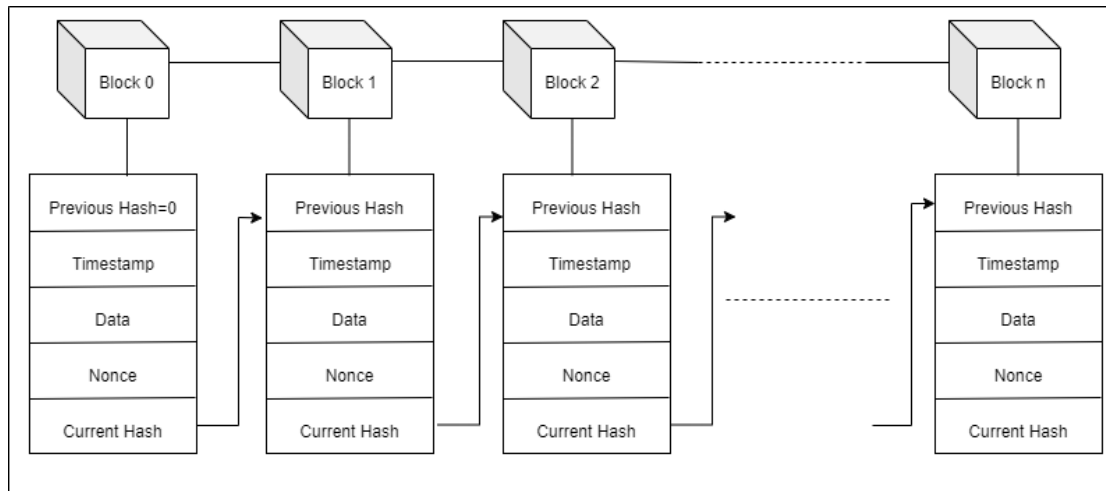 Block 0
Block 1
Block 2
Block n
Previous Hash=0
Timestamp
Data
Nonce
Current Hash
Previous Hash
Timestamp
Data
Nonce
Current Hash
Previous Hash
Timestamp
Data
Nonce
Current Hash
Previous Hash
Timestamp
Data
Nonce
Current Hash